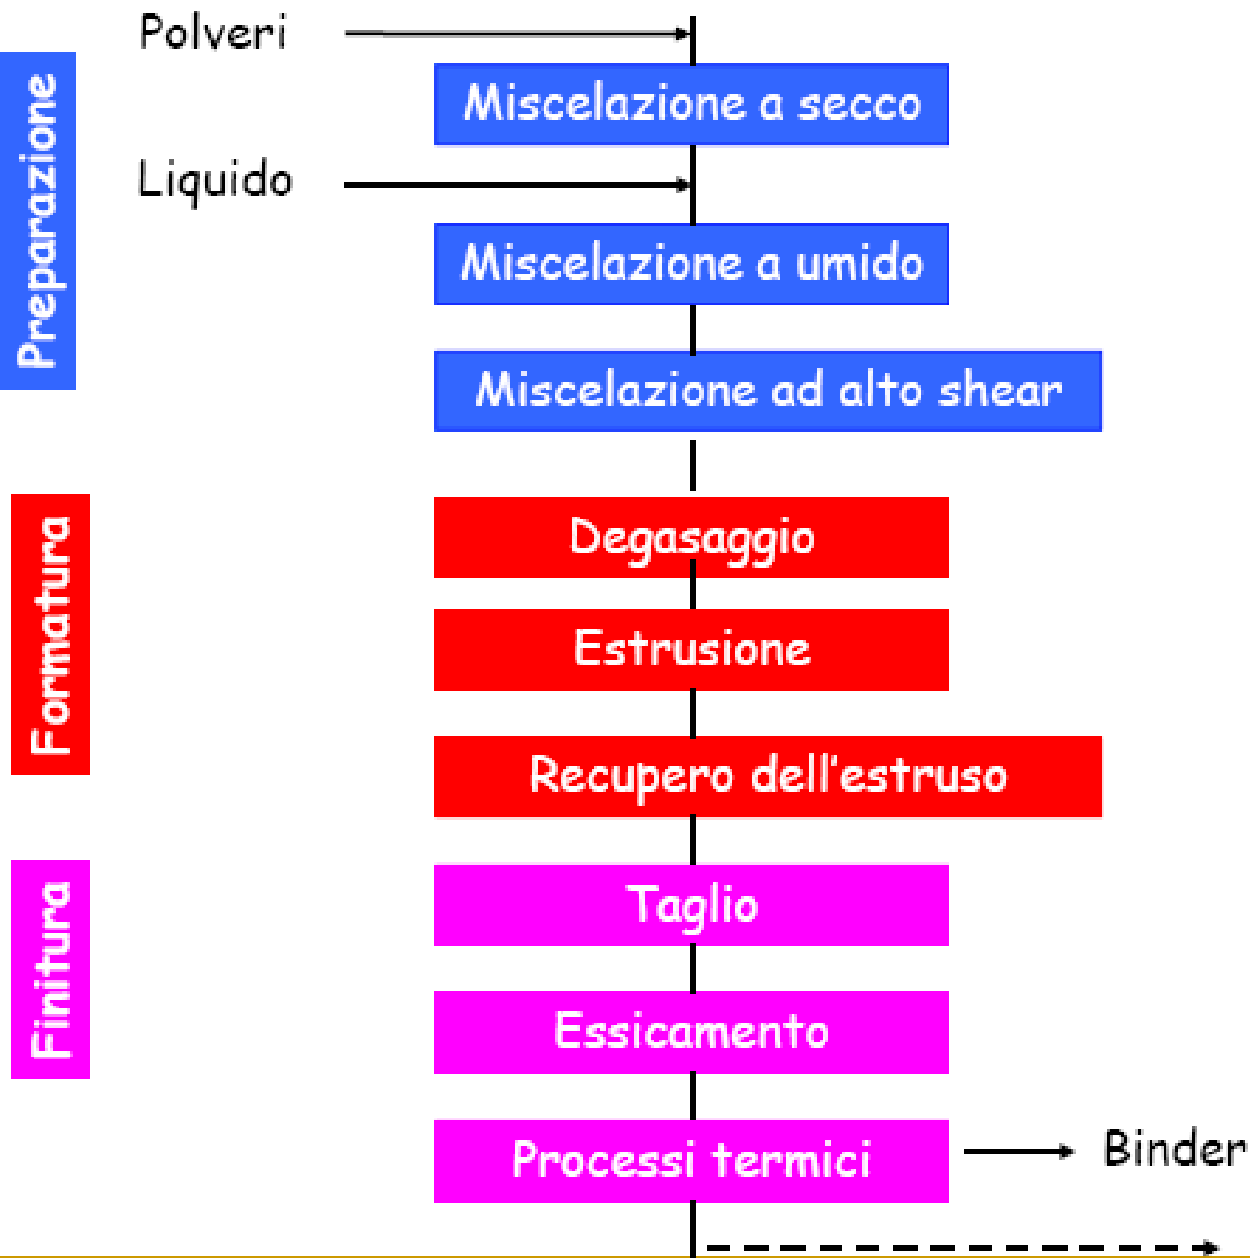 Polveri
Preparazione
Miscelazione a secco
Liquido
Miscelazione a umido
Miscelazione ad alto shear
Formatura
Degasaggio
Estrusione
Recupero dell'estruso
Finitura
Taglio
Essicamento
Processi termici
Binder